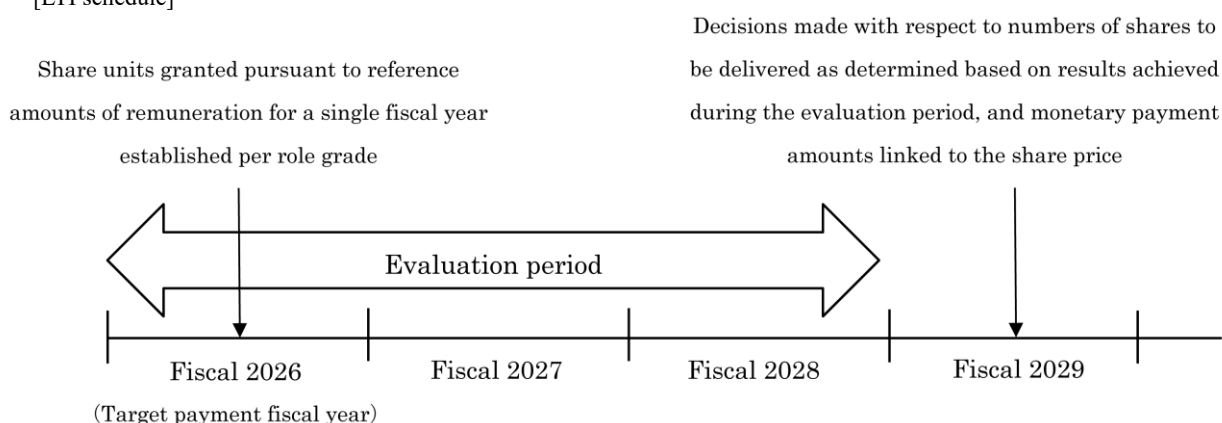 [LTI schedule]
Decisions made with respect to numbers of shares to
be delivered as determined based on results achieved
during the evaluation period, and monetary payment
amounts linked to the share price
Share units granted pursuant to reference
amounts of remuneration for a single fiscal year
established per role grade
Evaluation period
Fiscal 2026
Fiscal 2027
Fiscal 2028
Fiscal 2029
(Target payment fiscal year)